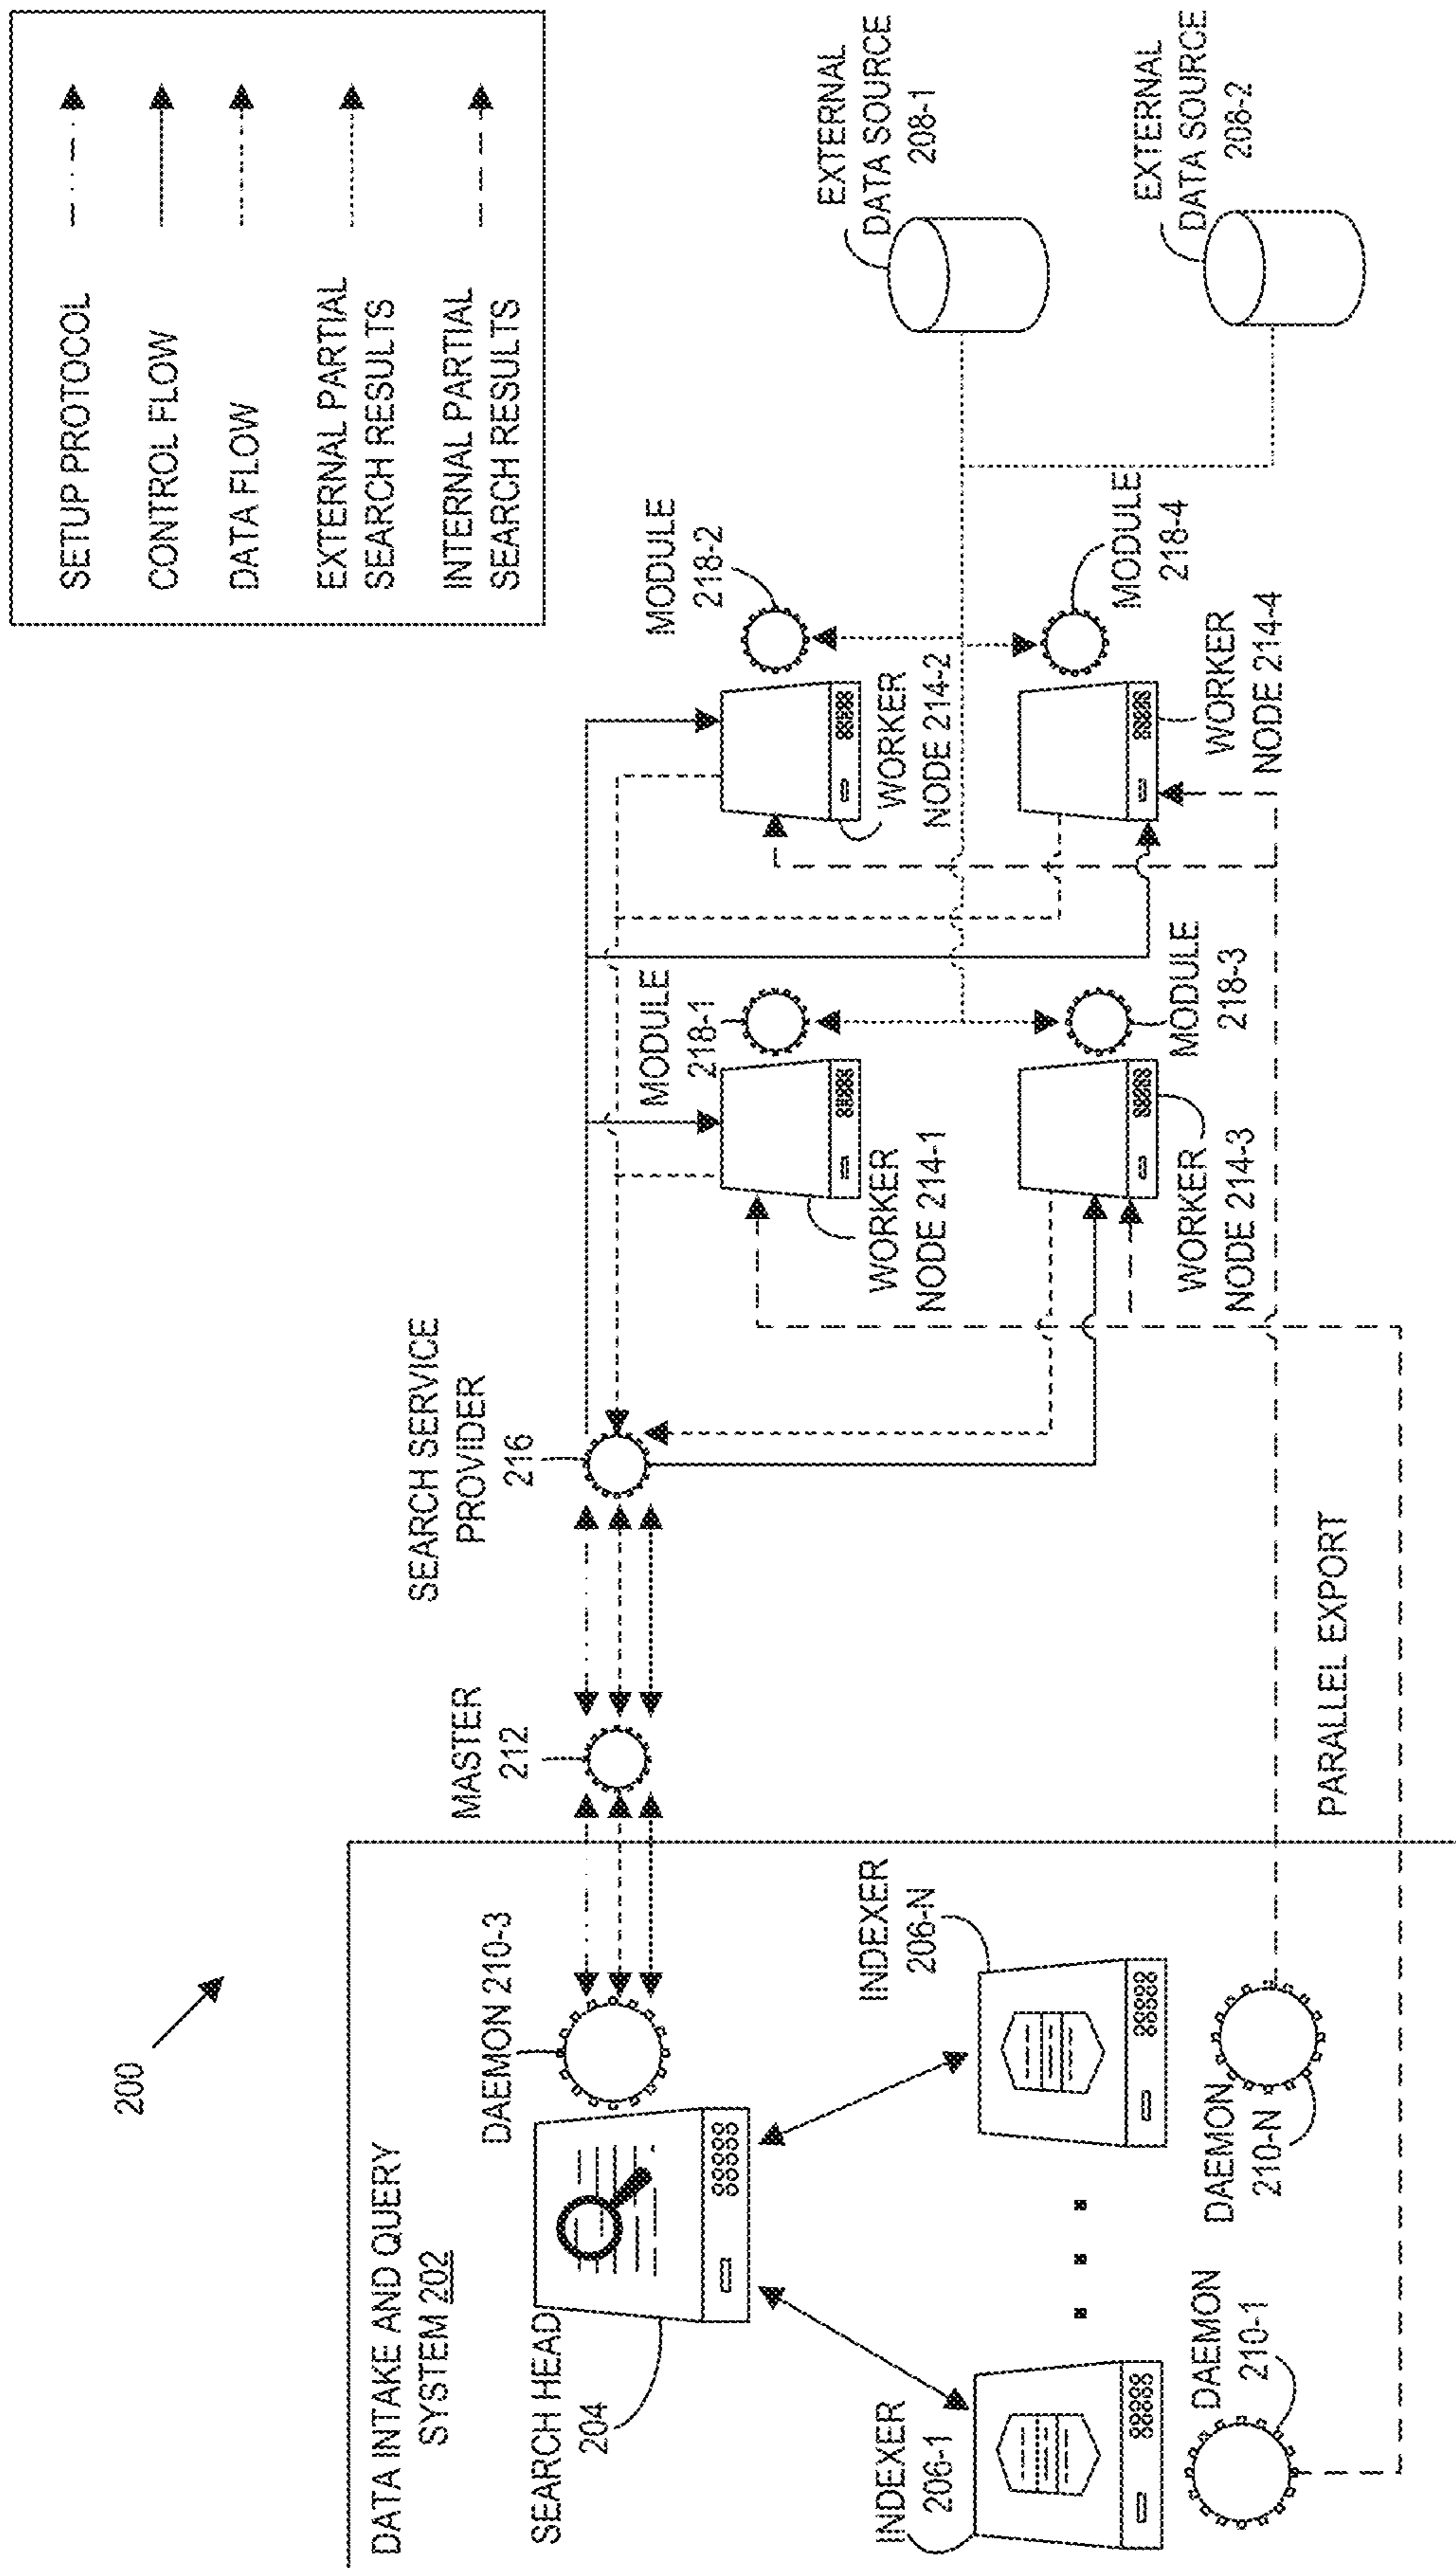 200
DATA INTAKE AND QUERY
SYSTEM 202
SEARCH HEAD
204
DAEMON 210-3
INDEXER
206-1
INDEXER
206-N
DAEMON
210-1
DAEMON
210-N
MASTER
212
SEARCH SERVICE
PROVIDER
216
PARALLEL EXPORT
WORKER
NODE 214-1
MODULE
218-1
WORKER
NODE 214-3
MODULE
218-3
WORKER
NODE 214-2
MODULE
218-2
WORKER
NODE 214-4
MODULE
218-4
EXTERNAL
DATA SOURCE
208-1
EXTERNAL
DATA SOURCE
208-2
SETUP PROTOCOL
CONTROL FLOW
DATA FLOW
EXTERNAL PARTIAL
SEARCH RESULTS
INTERNAL PARTIAL
SEARCH RESULTS